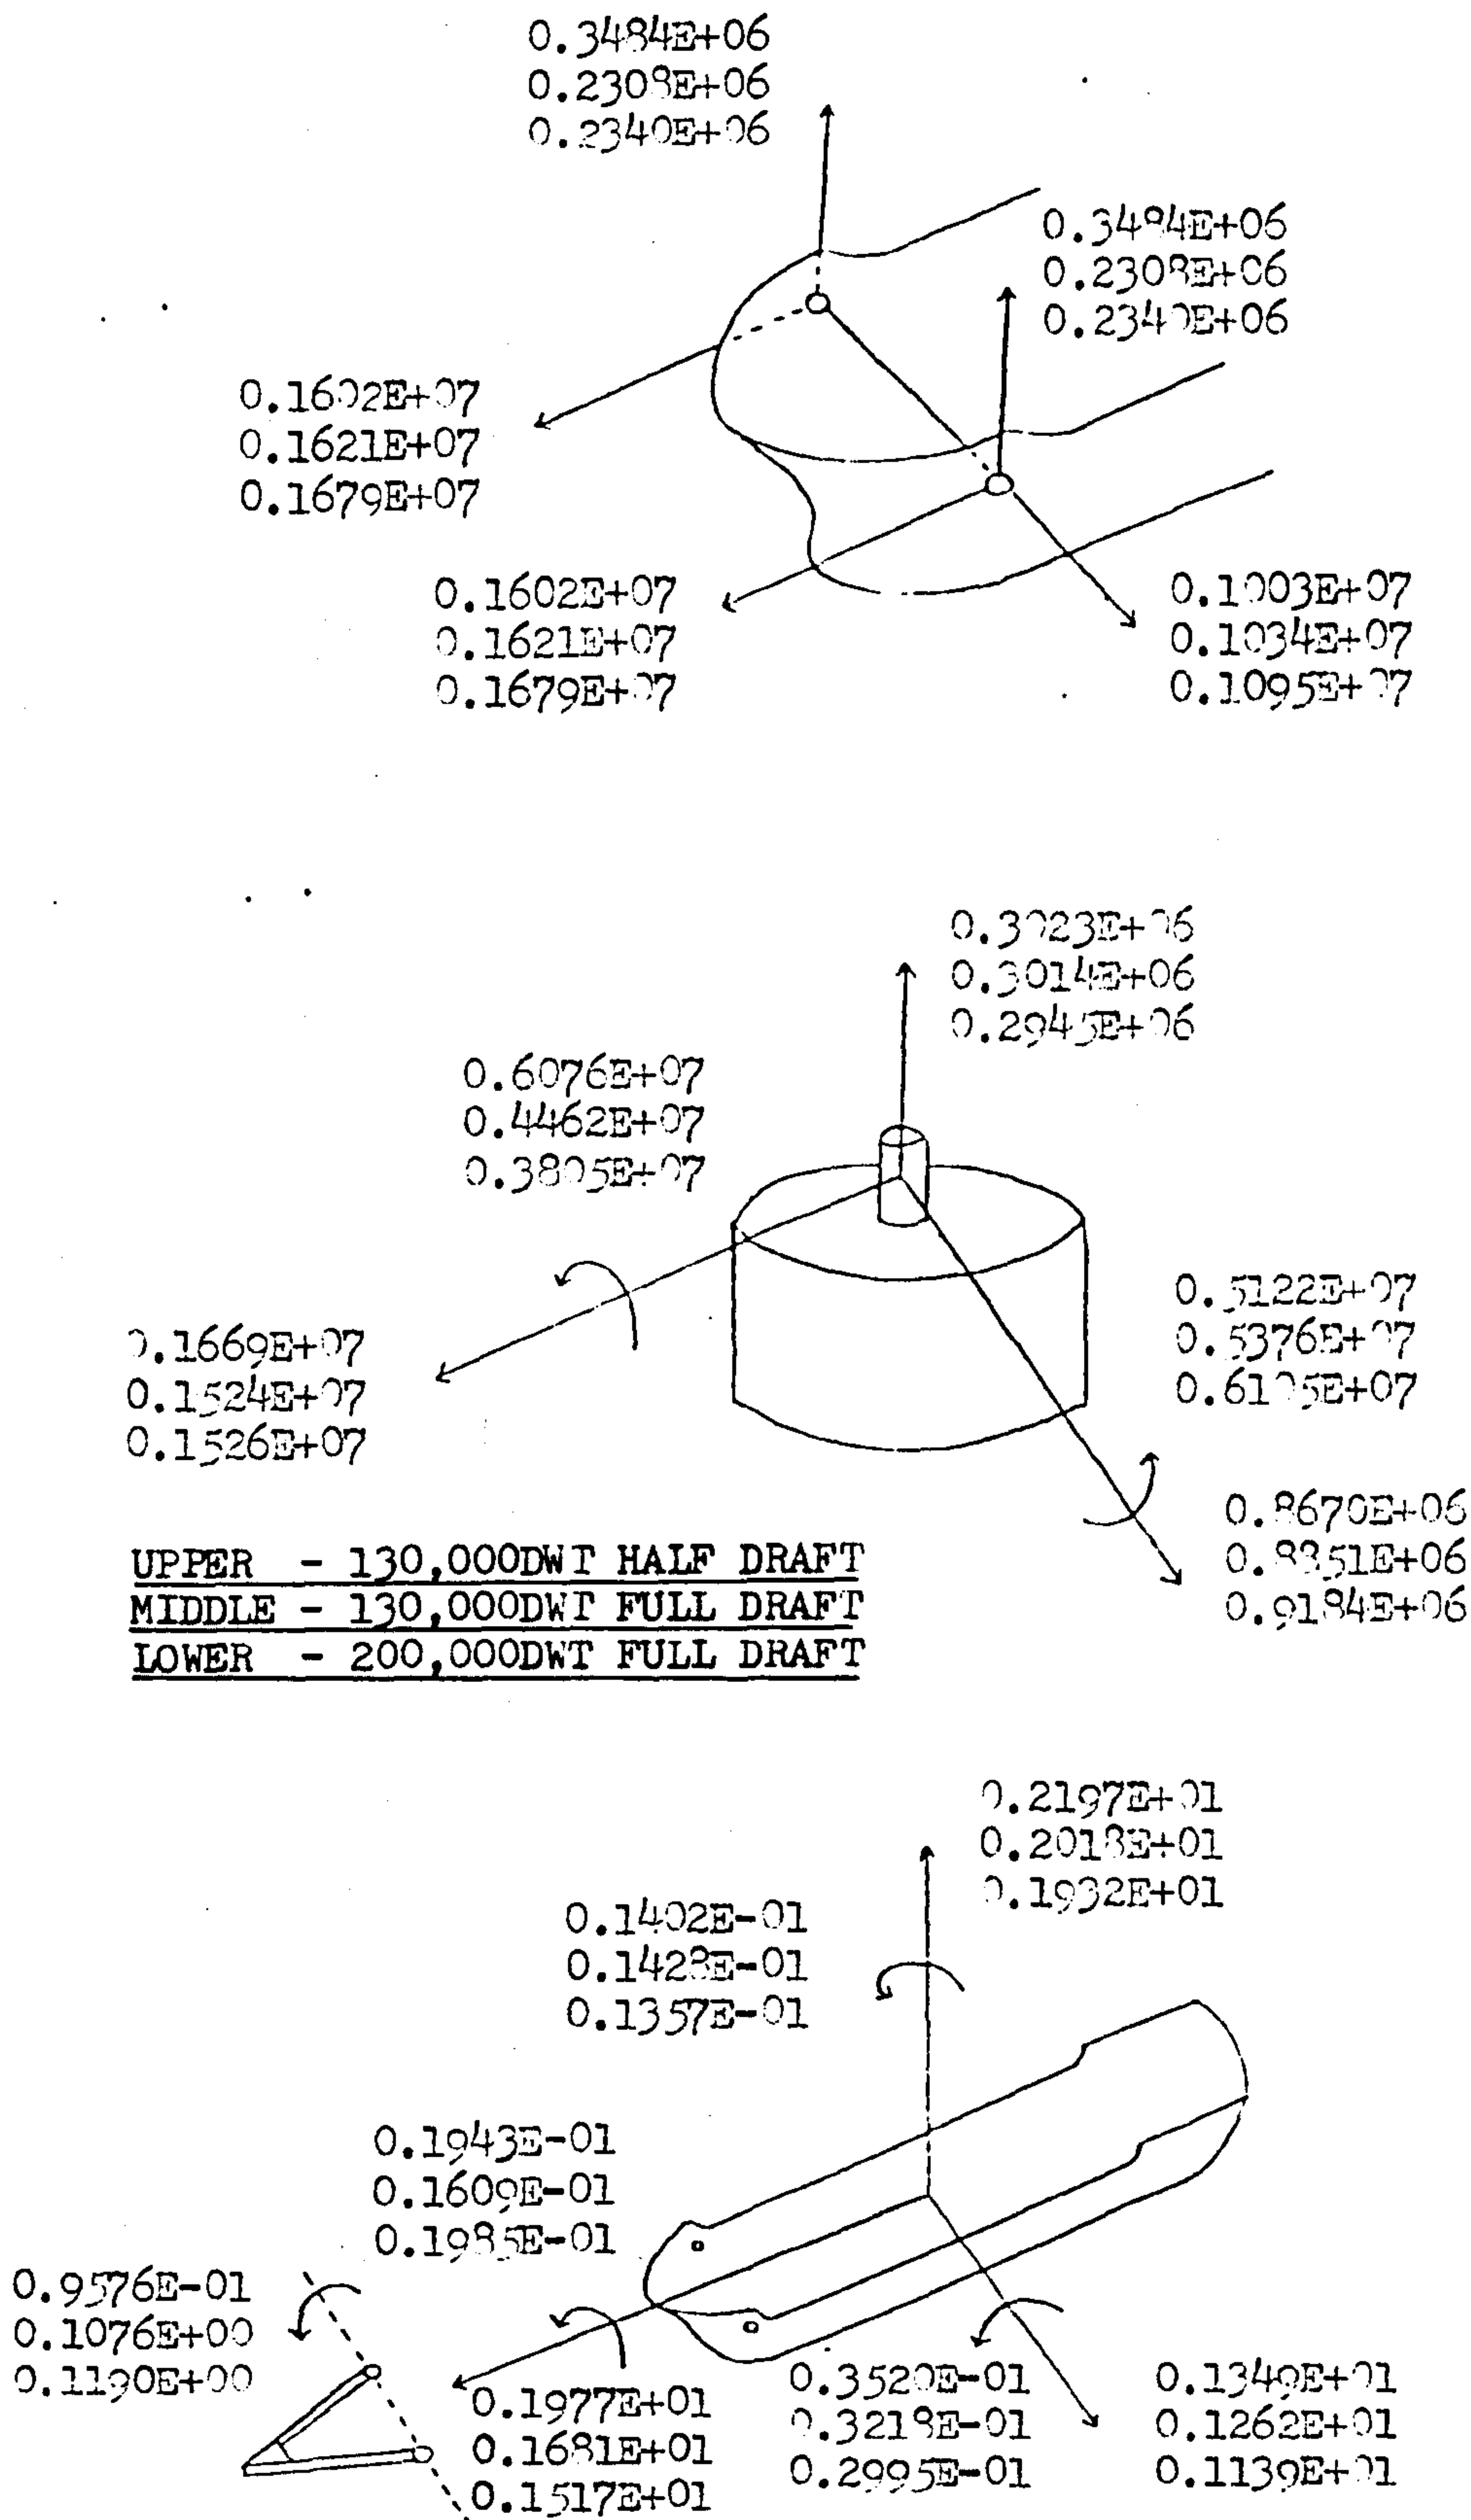 0.3484E+06
0.2308E+06
0.2340E+06
0.3484E+06
0.2308E+06
0.2340E+06
0.1602E+07
0.1621E+07
0.1679E+07
0.1602E+07
0.1621E+07
0.1679E+07
0.1003E+07
0.1034E+07
0.1095E+07
0.3023E+06
0.3014E+06
0.2945E+06
0.6076E+07
0.4462E+07
0.3805E+07
0.5122E+07
0.5376E+07
0.6105E+07
0.1669E+07
0.1524E+07
0.1526E+07
0.8670E+06
0.8851E+06
0.9184E+06
UPPER - 130,000DWT HALF DRAFT
MIDDLE - 130,000DWT FULL DRAFT
LOWER - 200,000DWT FULL DRAFT
0.2197E+01
0.2018E+01
0.1932E+01
0.1402E-01
0.1428E-01
0.1357E-01
0.1943E-01
0.1609E-01
0.1985E-01
0.9576E-01
0.1076E+00
0.1190E+00
0.1977E+01
0.1681E+01
0.1517E+01
0.3520E-01
0.3218E-01
0.2995E-01
0.1349E+01
0.1262E+01
0.1139E+01